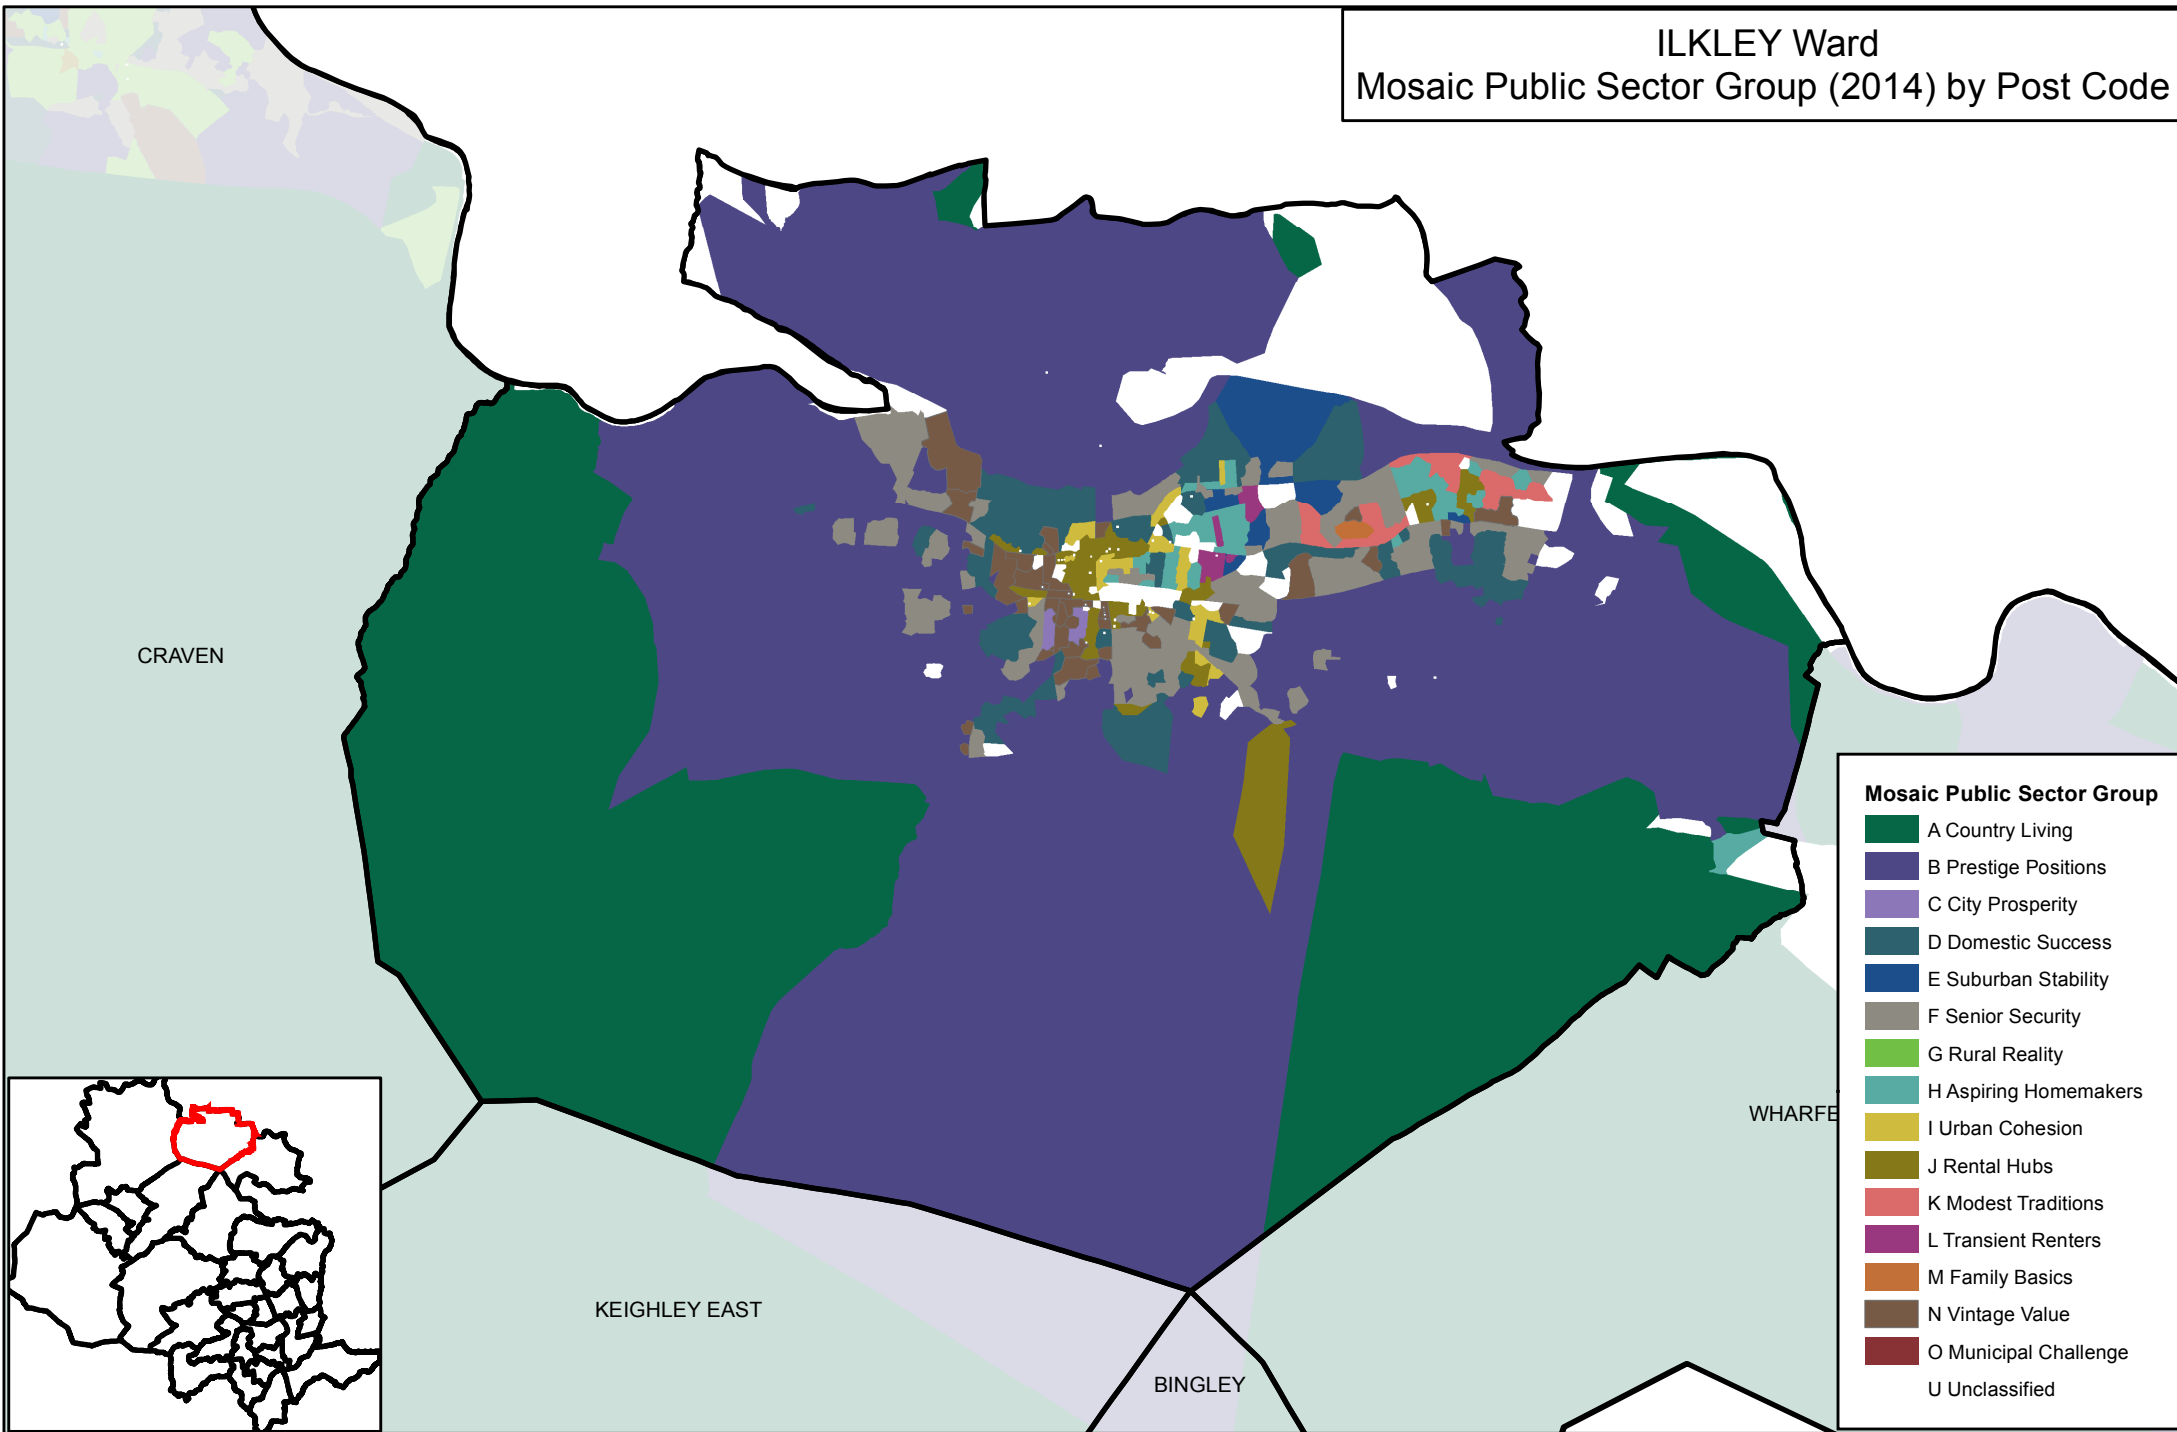 ILKLEY Ward
Mosaic Public Sector Group (2014) by Post Code
CRAVEN
Mosaic Public Sector Group
A Country Living
B Prestige Positions
C City Prosperity
D Domestic Success
E Suburban Stability
F Senior Security
G Rural Reality
H Aspiring Homemakers
WHARFE
I Urban Cohesion
J Rental Hubs
K Modest Traditions
L Transient Renters
M Family Basics
KEIGHLEY EAST
N Vintage Value
O Municipal Challenge
BINGLEY
U Unclassified